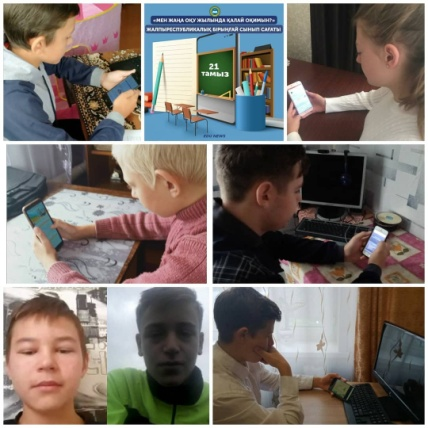 «МЕН ЖАҢА ОҚУ ЖЫЛЫНДА ҚАЛАЙ ОҚИМЫН?»
ЖАЛПЫРЕСПУБЛИКАЛЫҚ БІРЫҢҒАЙ СЫНЫП САҒАТЫ
21
ТАМЫЗ